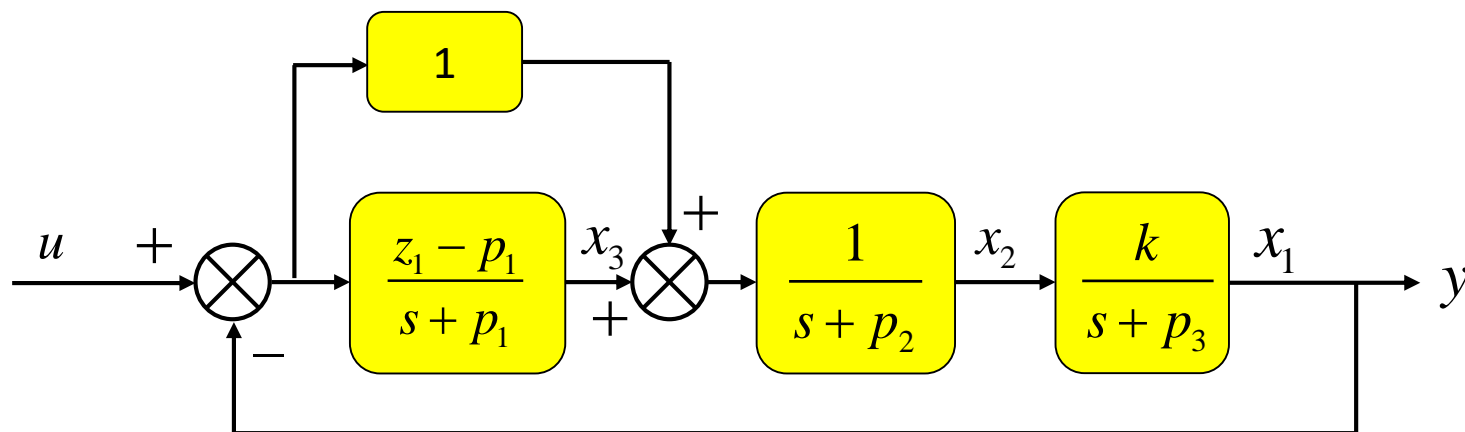 1
u
+
−
z₁ − p₁
s + p₁
x₃
+
+
1
s + p₂
x₂
k
s + p₃
x₁
y